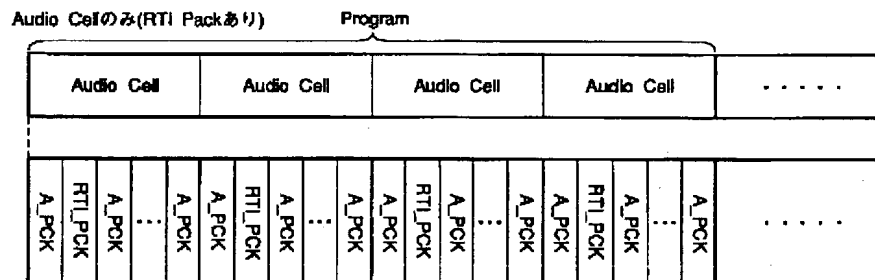 Audio Cellのみ(RTI Packあり) Program
Audio Cell Audio Cell Audio Cell Audio Cell ‥‥‥
A_PCK RTI_PCK A_PCK … A_PCK A_PCK RTI_PCK A_PCK … A_PCK A_PCK RTI_PCK A_PCK … A_PCK A_PCK RTI_PCK A_PCK … A_PCK ‥‥‥